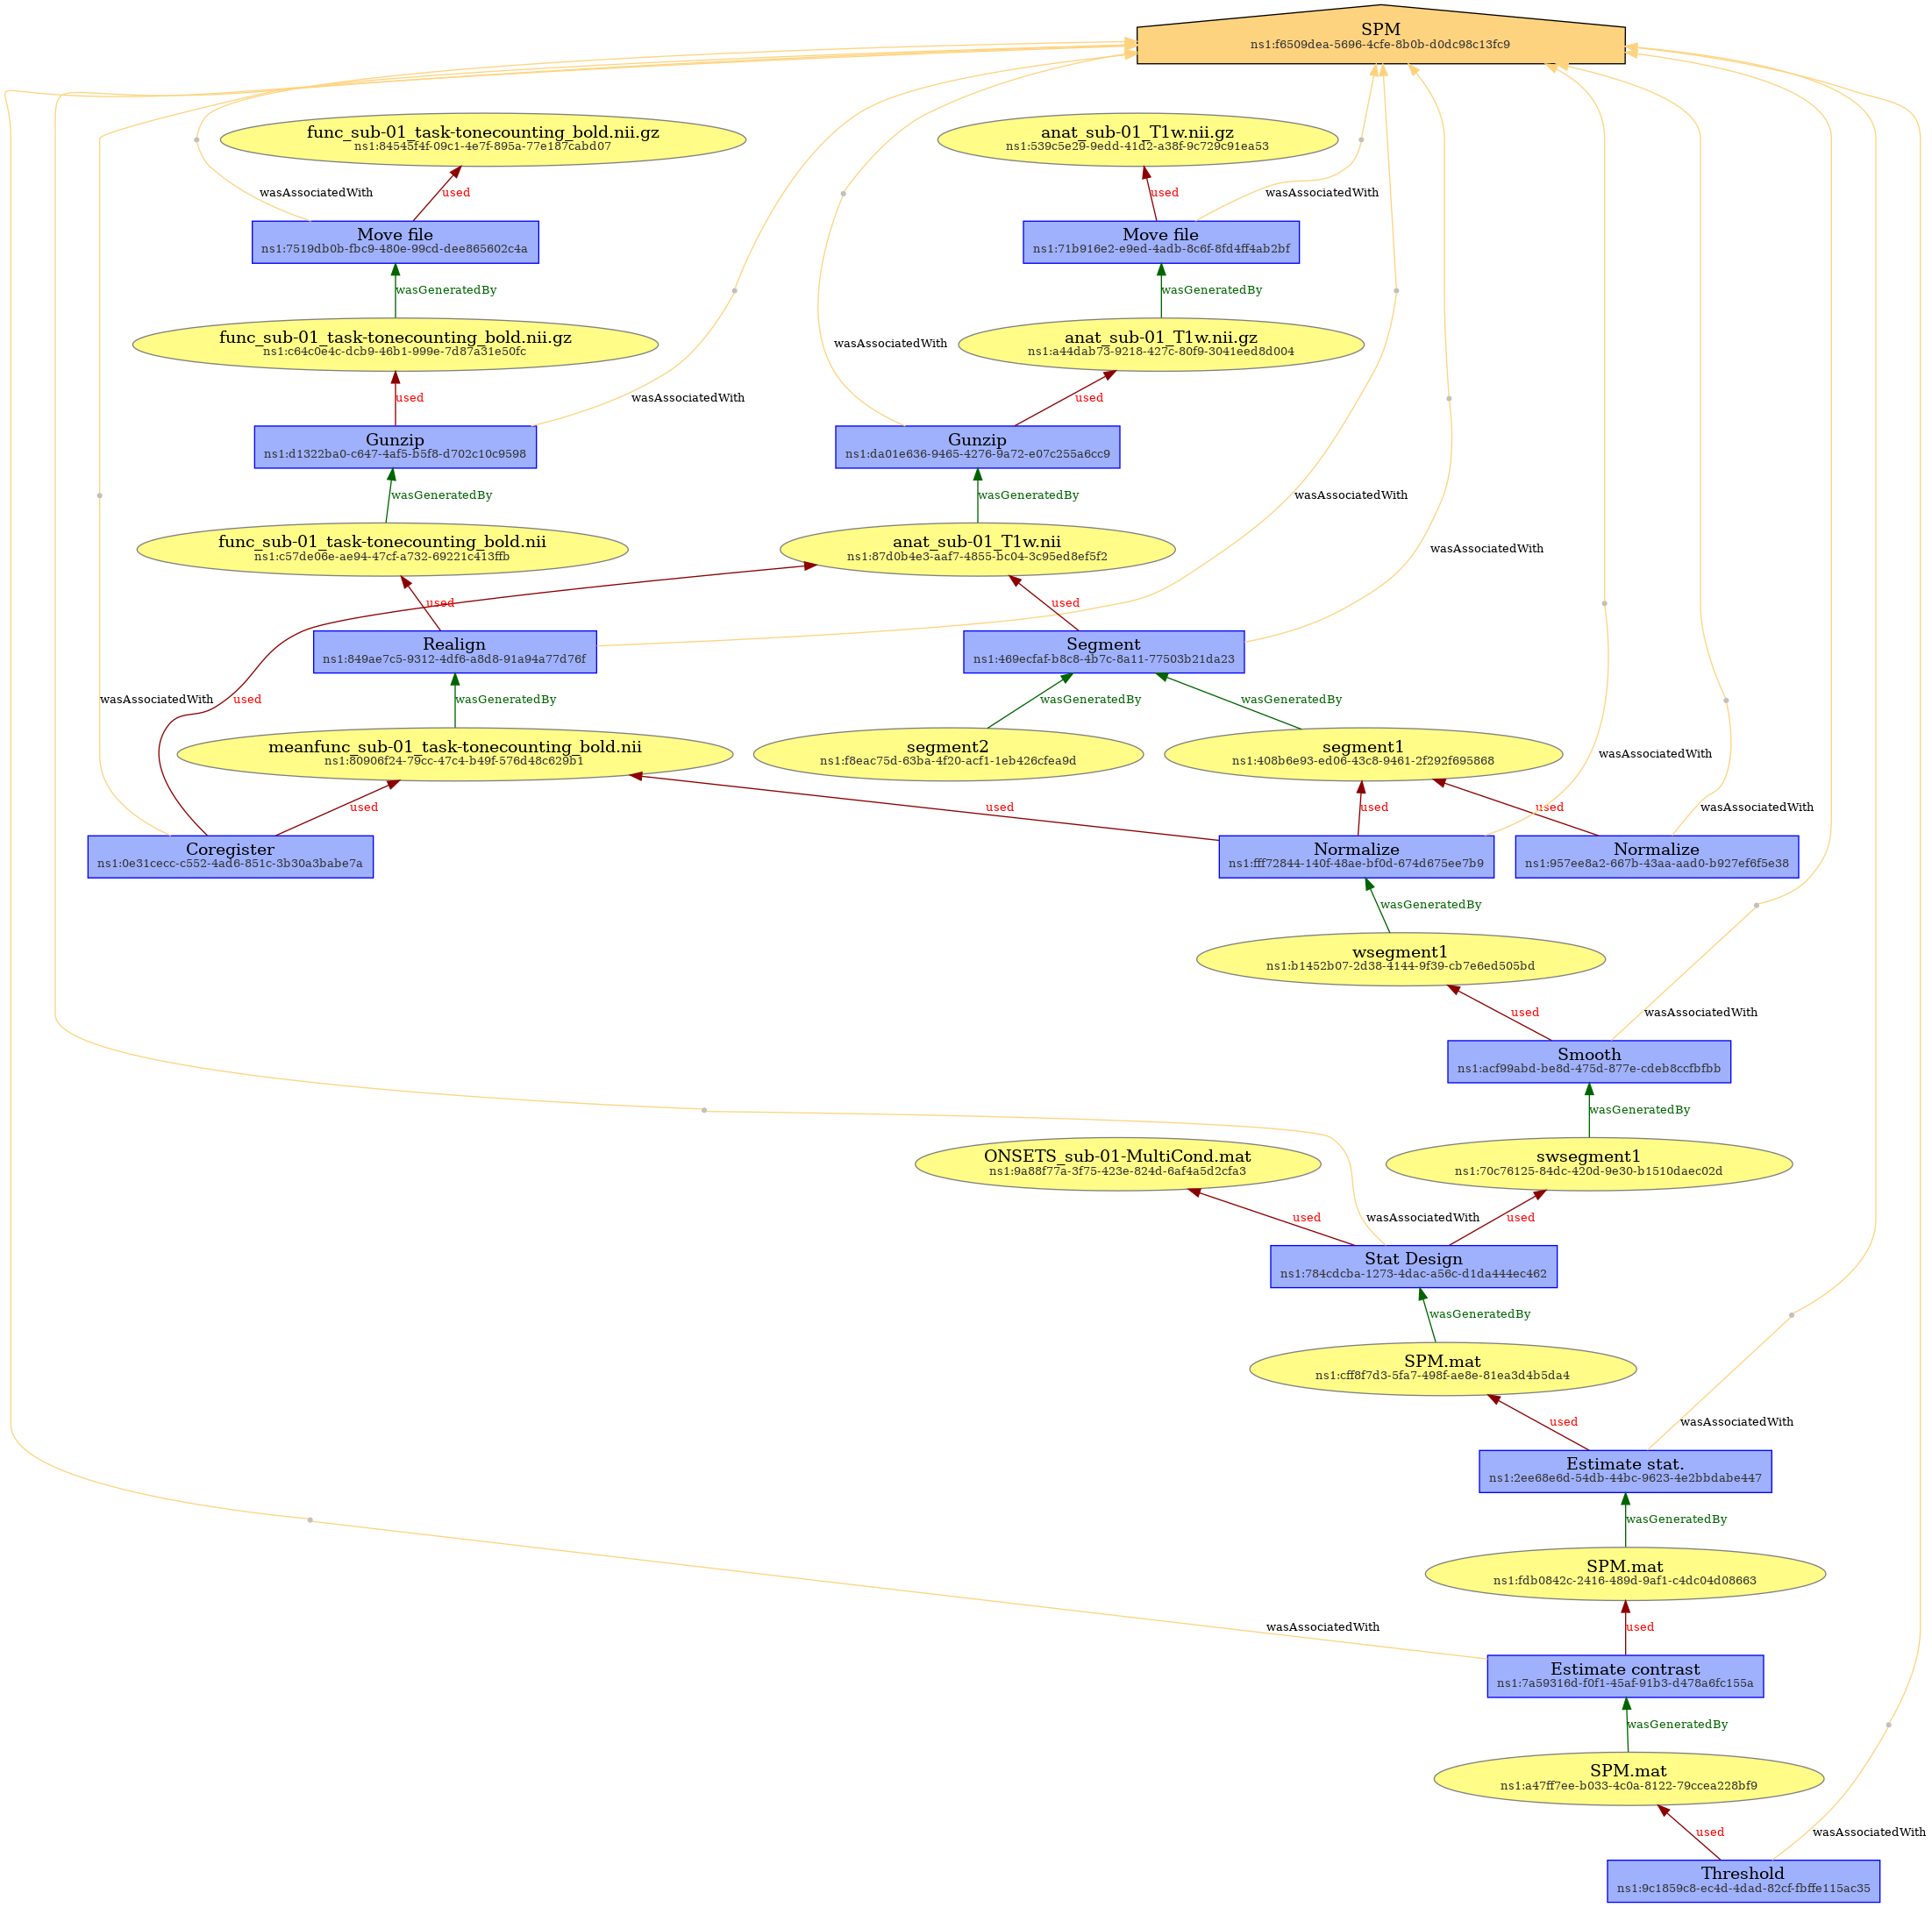 SPM
ns1:f6509dea-5696-4cfe-8b0b-d0dc98c13fc9
func_sub-01_task-tonecounting_bold.nii.gz
ns1:84545f4f-09c1-4e7f-895a-77e187cabd07
anat_sub-01_T1w.nii.gz
ns1:539c5e29-9edd-41d2-a38f-9c729c91ea53
wasAssociatedWith
used
used
wasAssociatedWith
Move file
ns1:7519db0b-fbc9-480e-99cd-dee865602c4a
Move file
ns1:71b916e2-e9ed-4adb-8c6f-8fd4ff4ab2bf
wasGeneratedBy
wasGeneratedBy
func_sub-01_task-tonecounting_bold.nii.gz
ns1:c64c0e4c-dcb9-46b1-999e-7d87a31e50fc
wasAssociatedWith
anat_sub-01_T1w.nii.gz
ns1:a44dab73-9218-427c-80f9-3041eed8d004
used
wasAssociatedWith
used
Gunzip
ns1:d1322ba0-c647-4af5-b5f8-d702c10c9598
Gunzip
ns1:da01e636-9465-4276-9a72-e07c255a6cc9
wasGeneratedBy
wasGeneratedBy
wasAssociatedWith
func_sub-01_task-tonecounting_bold.nii
ns1:c57de06e-ae94-47cf-a732-69221c413ffb
anat_sub-01_T1w.nii
ns1:87d0b4e3-aaf7-4855-bc04-3c95ed8ef5f2
wasAssociatedWith
used
used
Realign
ns1:849ae7c5-9312-4df6-a8d8-91a94a77d76f
Segment
ns1:469ecfaf-b8c8-4b7c-8a11-77503b21da23
wasAssociatedWith
used
wasGeneratedBy
wasGeneratedBy
wasGeneratedBy
meanfunc_sub-01_task-tonecounting_bold.nii
ns1:80906f24-79cc-47c4-b49f-576d48c629b1
segment2
ns1:f8eac75d-63ba-4f20-acf1-1eb426cfea9d
segment1
ns1:408b6e93-ed06-43c8-9461-2f292f695868
wasAssociatedWith
used
used
used
used
wasAssociatedWith
Coregister
ns1:0e31cecc-c552-4ad6-851c-3b30a3babe7a
Normalize
ns1:fff72844-140f-48ae-bf0d-674d675ee7b9
Normalize
ns1:957ee8a2-667b-43aa-aad0-b927ef6f5e38
wasGeneratedBy
wsegment1
ns1:b1452b07-2d38-4144-9f39-cb7e6ed505bd
used
wasAssociatedWith
Smooth
ns1:acf99abd-be8d-475d-877e-cdeb8ccfbfbb
wasGeneratedBy
ONSETS_sub-01-MultiCond.mat
ns1:9a88f77a-3f75-423e-824d-6af4a5d2cfa3
swsegment1
ns1:70c76125-84dc-420d-9e30-b1510daec02d
used
wasAssociatedWith
used
Stat Design
ns1:784cdcba-1273-4dac-a56c-d1da444ec462
wasGeneratedBy
SPM.mat
ns1:cff8f7d3-5fa7-498f-ae8e-81ea3d4b5da4
used
wasAssociatedWith
Estimate stat.
ns1:2ee68e6d-54db-44bc-9623-4e2bbdabe447
wasGeneratedBy
SPM.mat
ns1:fdb0842c-2416-489d-9af1-c4dc04d08663
wasAssociatedWith
used
Estimate contrast
ns1:7a59316d-f0f1-45af-91b3-d478a6fc155a
wasGeneratedBy
SPM.mat
ns1:a47ff7ee-b033-4c0a-8122-79ccea228bf9
used
wasAssociatedWith
Threshold
ns1:9c1859c8-ec4d-4dad-82cf-fbffe115ac35